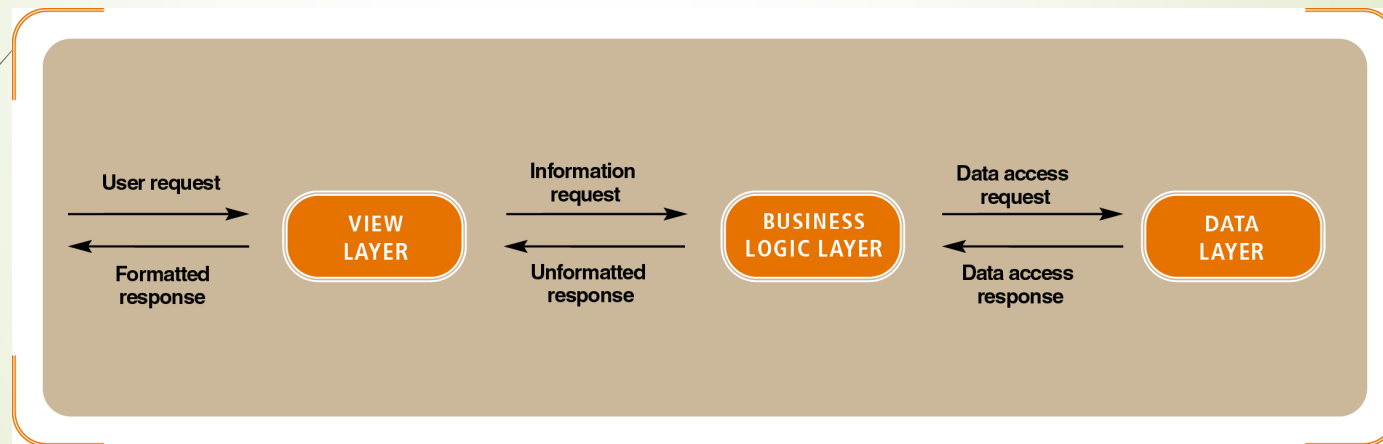 User request
Formatted
response
VIEW
LAYER
Information
request
Unformatted
response
BUSINESS
LOGIC LAYER
Data access
request
Data access
response
DATA
LAYER